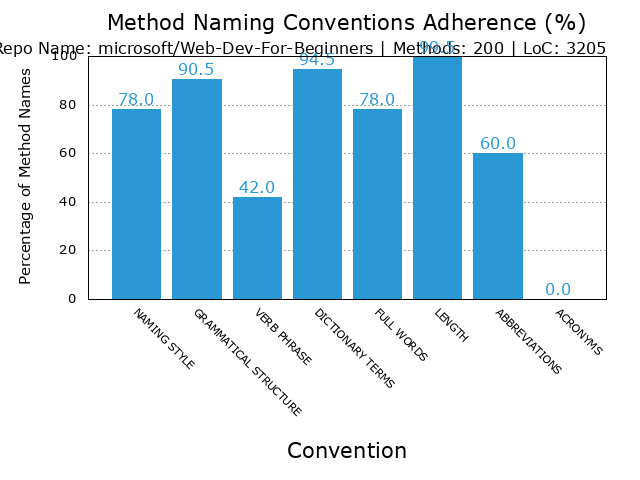 Method Naming Conventions Adherence (%)
Repo Name: microsoft/Web-Dev-For-Beginners | Methods: 200 | LoC: 3205
Percentage of Method Names
100
80
60
40
20
0
78.0
90.5
42.0
94.5
78.0
99.5
60.0
0.0
NAMING STYLE
GRAMMATICAL STRUCTURE
VERB PHRASE
DICTIONARY TERMS
FULL WORDS
LENGTH
ABBREVIATIONS
ACRONYMS
Convention